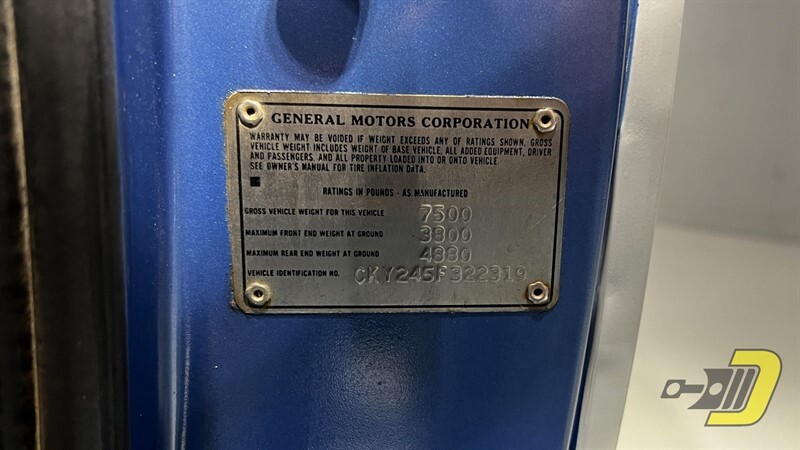 GENERAL MOTORS CORPORATION
WARRANTY MAY BE VOIDED IF WEIGHT EXCEEDS ANY OF RATINGS SHOWN. GROSS
VEHICLE WEIGHT INCLUDES WEIGHT OF BASE VEHICLE, ALL ADDED EQUIPMENT, DRIVER
AND PASSENGERS, AND ALL PROPERTY LOADED INTO OR ONTO VEHICLE.
SEE OWNER'S MANUAL FOR TIRE INFLATION DATA.
RATINGS IN POUNDS - AS MANUFACTURED
GROSS VEHICLE WEIGHT FOR THIS VEHICLE 7500
MAXIMUM FRONT END WEIGHT AT GROUND 3800
MAXIMUM REAR END WEIGHT AT GROUND 4880
VEHICLE IDENTIFICATION NO. CKY245F322319
D